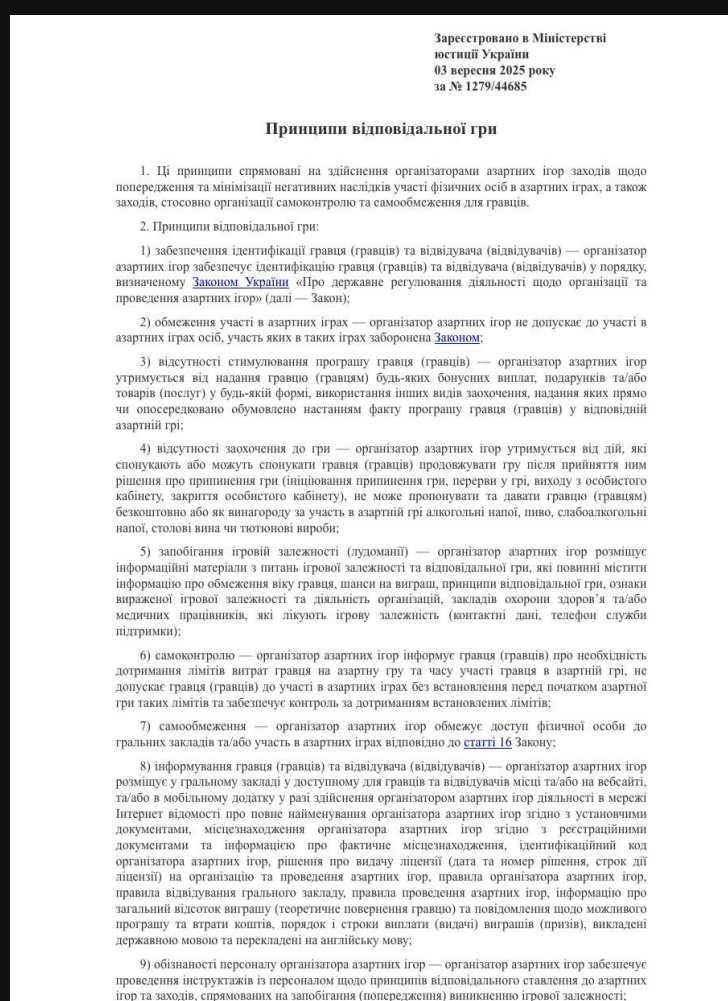 Зареєстровано в Міністерстві
юстиції України
03 вересня 2025 року
за № 1279/44685
Принципи відповідальної гри
1. Ці принципи спрямовані на здійснення організаторами азартних ігор заходів щодо
попередження та мінімізації негативних наслідків участі фізичних осіб в азартних іграх, а також
заходів, стосовно організації самоконтролю та самообмеження для гравців.
2. Принципи відповідальної гри:
1) забезпечення ідентифікації гравця (гравців) та відвідувача (відвідувачів) — організатор
азартних ігор забезпечує ідентифікацію гравця (гравців) та відвідувача (відвідувачів) у порядку,
визначеному Законом України «Про державне регулювання діяльності щодо організації та
проведення азартних ігор» (далі — Закон);
2) обмеження участі в азартних іграх — організатор азартних ігор не допускає до участі в
азартних іграх осіб, участь яких в таких іграх заборонена Законом;
3) відсутності стимулювання програшу гравця (гравців) — організатор азартних ігор
утримується від надання гравцю (гравцям) будь-яких бонусних виплат, подарунків та/або
товарів (послуг) у будь-якій формі, використання інших видів заохочення, надання яких прямо
чи опосередковано обумовлено настанням факту програшу гравця (гравців) у відповідній
азартній грі;
4) відсутності заохочення до гри — організатор азартних ігор утримується від дій, які
спонукають або можуть спонукати гравця (гравців) продовжувати гру після прийняття ним
рішення про припинення гри (ініціювання припинення гри, перерви у грі, виходу з особистого
кабінету, закриття особистого кабінету), не може пропонувати та давати гравцю (гравцям)
безкоштовно або як винагороду за участь в азартній грі алкогольні напої, пиво, слабоалкогольні
напої, столові вина чи тютюнові вироби;
5) запобігання ігровій залежності (лудоманії) — організатор азартних ігор розміщує
інформаційні матеріали з питань ігрової залежності та відповідальної гри, які повинні містити
інформацію про обмеження віку гравця, шанси на виграш, принципи відповідальної гри, ознаки
вираженої ігрової залежності та діяльність організацій, закладів охорони здоров’я та/або
медичних працівників, які лікують ігрову залежність (контактні дані, телефон служби
підтримки);
6) самоконтролю — організатор азартних ігор інформує гравця (гравців) про необхідність
дотримання лімітів витрат гравця на азартну гру та часу участі гравця в азартній грі, не
допускає гравця (гравців) до участі в азартних іграх без встановлення перед початком азартної
гри таких лімітів та забезпечує контроль за дотриманням встановлених лімітів;
7) самообмеження — організатор азартних ігор обмежує доступ фізичної особи до
гральних закладів та/або участь в азартних іграх відповідно до статті 16 Закону;
8) інформування гравця (гравців) та відвідувача (відвідувачів) — організатор азартних ігор
розміщує у гральному закладі у доступному для гравців та відвідувачів місці та/або на вебсайті,
та/або в мобільному додатку у разі здійснення організатором азартних ігор діяльності в мережі
Інтернет відомості про повне найменування організатора азартних ігор згідно з установчими
документами, місцезнаходження організатора азартних ігор згідно з реєстраційними
документами та інформацією про фактичне місцезнаходження, ідентифікаційний код
організатора азартних ігор, рішення про видачу ліцензії (дата та номер рішення, строк дії
ліцензії) на організацію та проведення азартних ігор, правила організатора азартних ігор,
правила відвідування грального закладу, правила проведення азартних ігор, інформацію про
загальний відсоток виграшу (теоретичне повернення гравцю) та повідомлення щодо можливого
програшу та втрати коштів, порядок і строки виплати (видачі) виграшів (призів), викладені
державною мовою та перекладені на англійську мову;
9) обізнаності персоналу організатора азартних ігор — організатор азартних ігор забезпечує
проведення інструктажів із персоналом щодо принципів відповідального ставлення до азартних
ігор та заходів, спрямованих на запобігання (попередження) виникненню ігрової залежності;